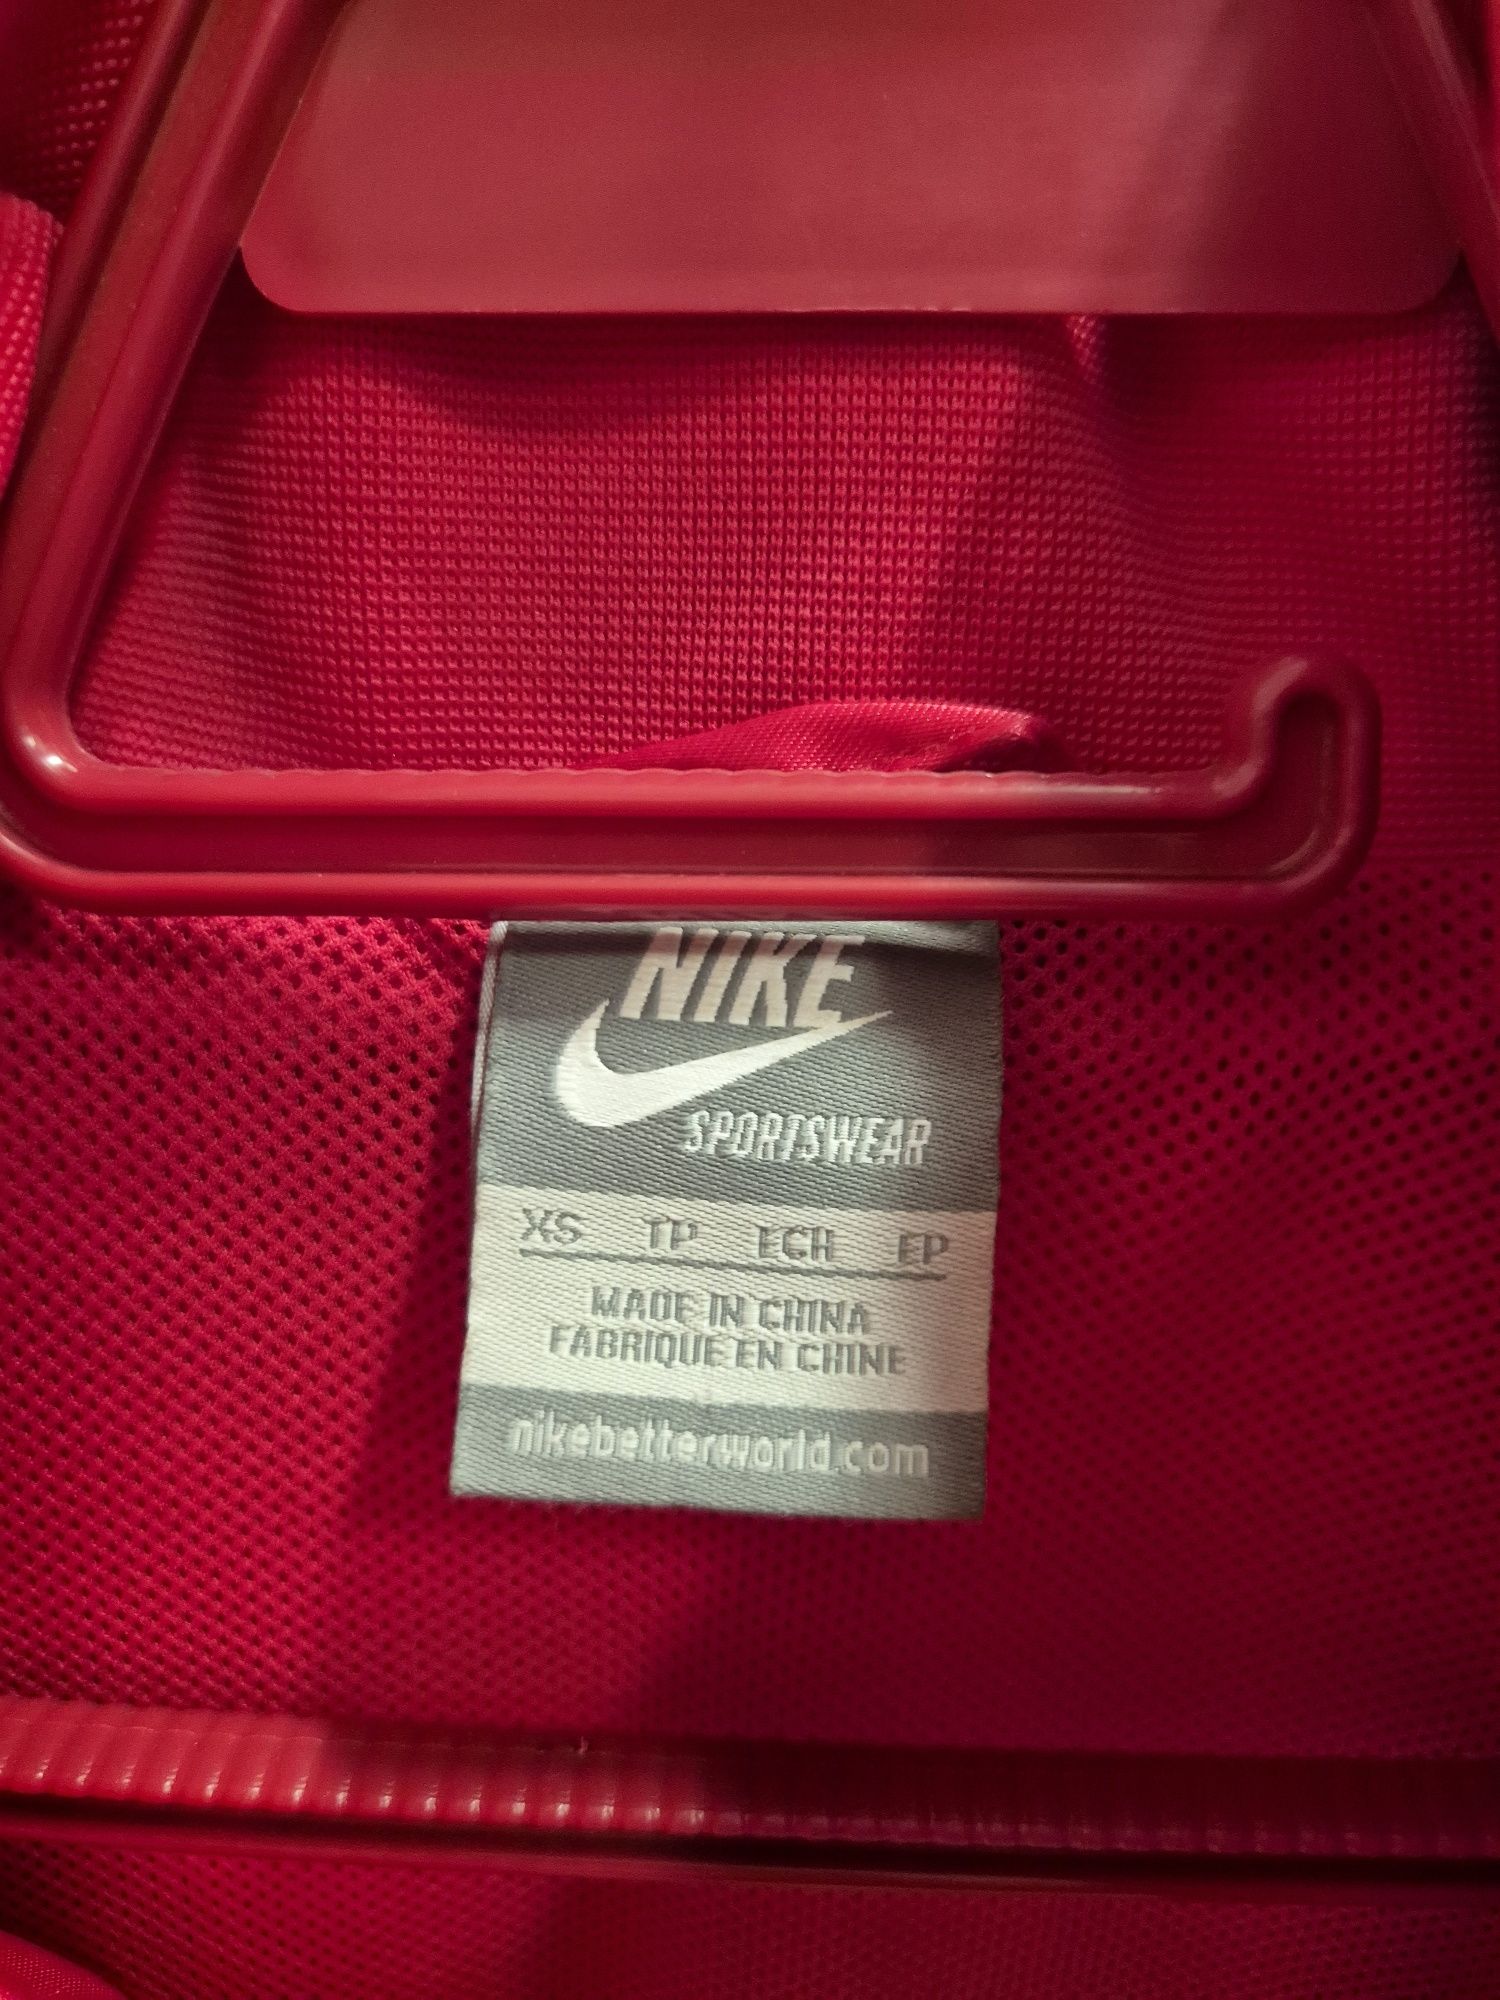 NIKE
SPORTSWEAR
XS TP ECH EP
MADE IN CHINA
FABRIQUE EN CHINE
nikebetterworld.com